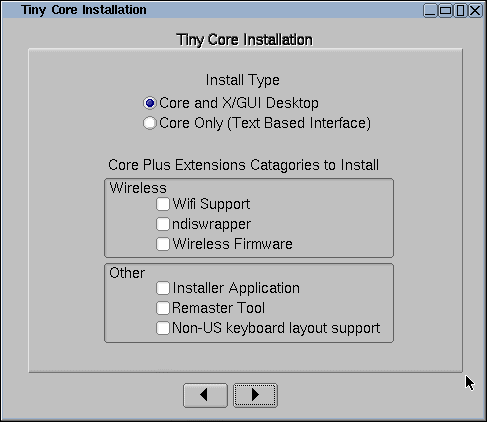 Tiny Core Installation
Tiny Core Installation
Install Type
Core and X/GUI Desktop
Core Only (Text Based Interface)
Core Plus Extensions Catagories to Install
Wireless
Wifi Support
ndiswrapper
Wireless Firmware
Other
Installer Application
Remaster Tool
Non-US keyboard layout support